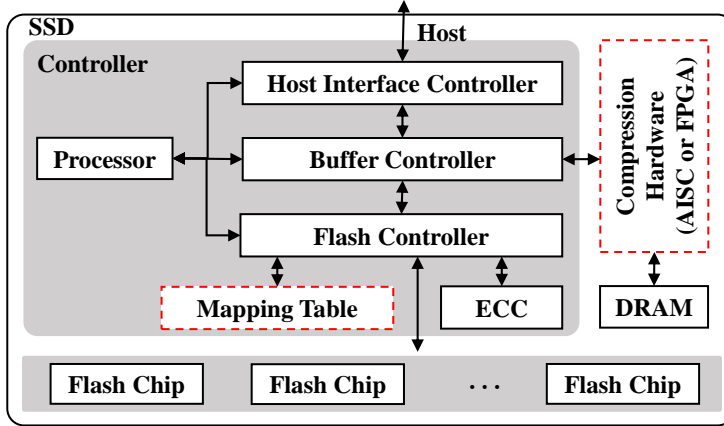 SSD
Host
Controller
Host Interface Controller
Processor
Buffer Controller
Flash Controller
Mapping Table
ECC
Compression
Hardware
(AISC or FPGA)
DRAM
Flash Chip
Flash Chip
...
Flash Chip